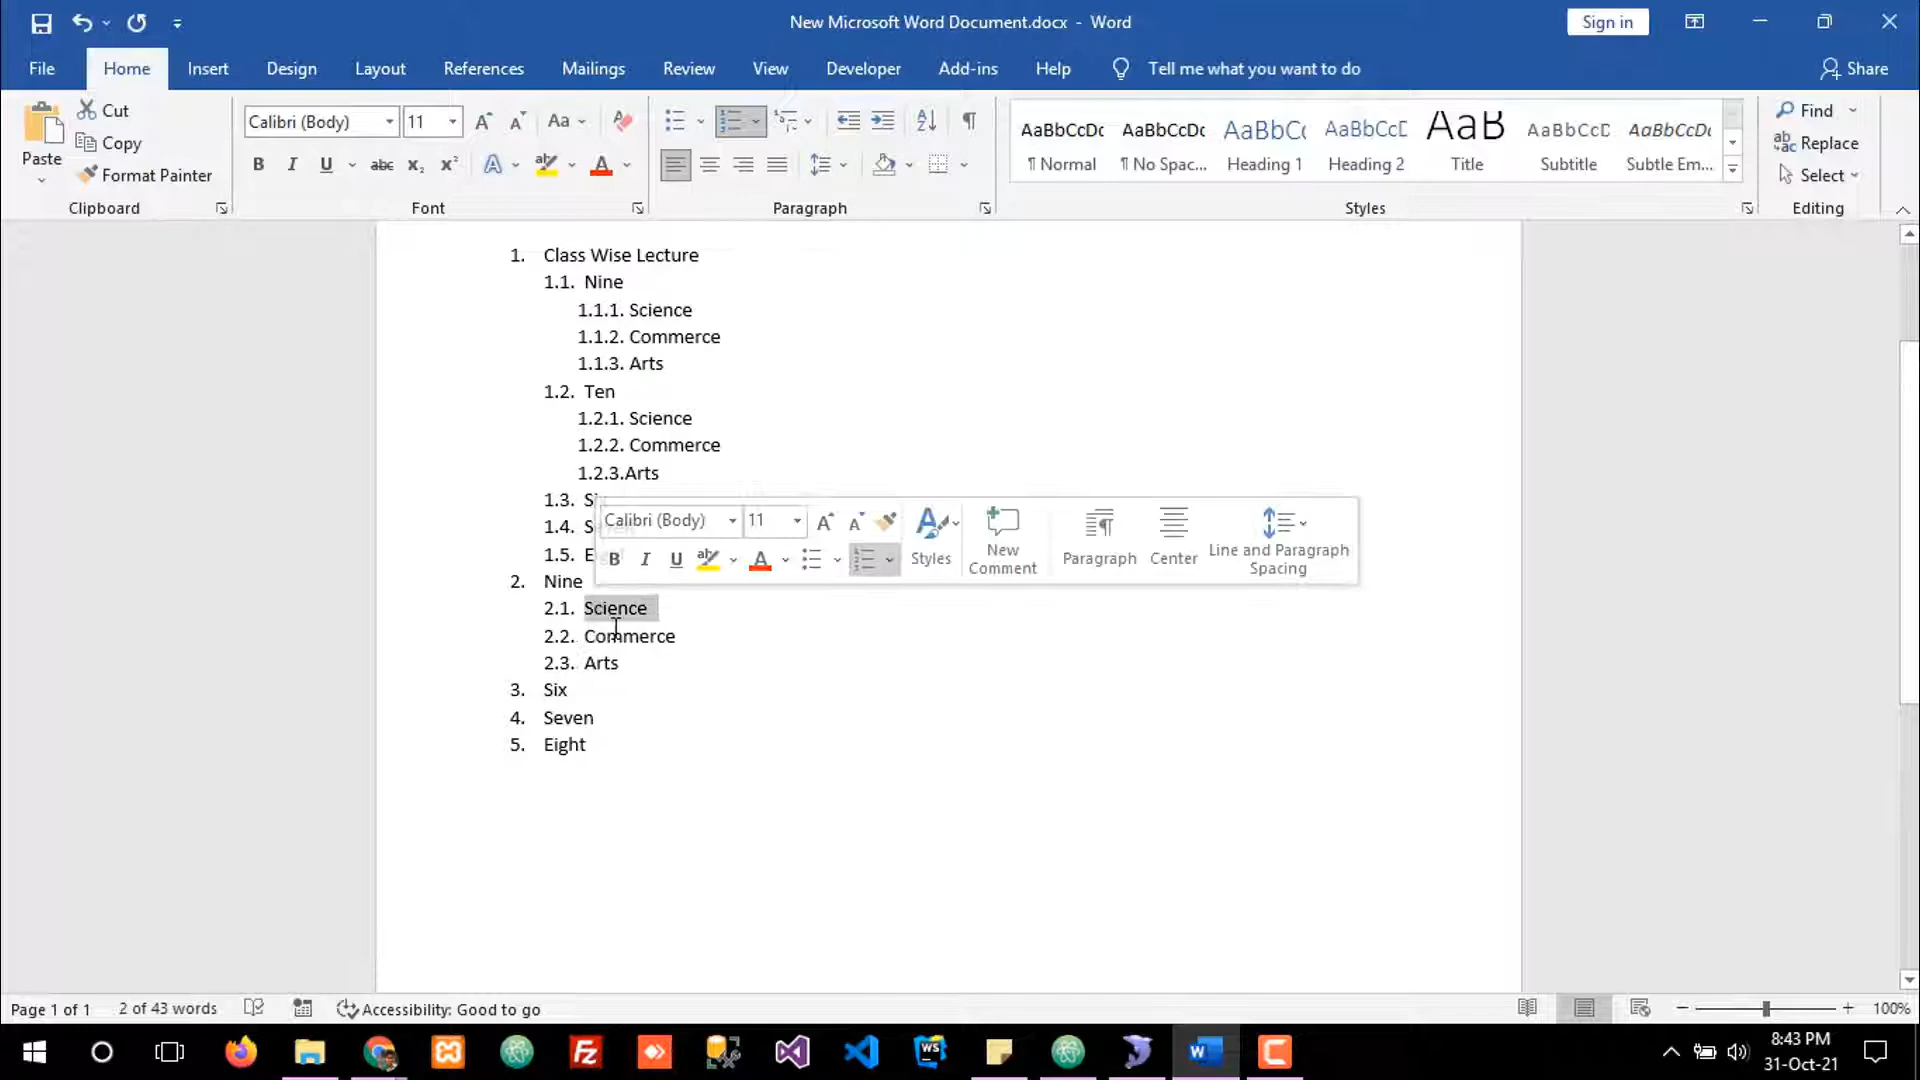 New Microsoft Word Document.docx - Word
Sign in
File Home Insert Design Layout References Mailings Review View Developer Add-ins Help Tell me what you want to do Share
Paste
Cut
Copy
Format Painter
Clipboard
Calibri (Body) 11
Font
Paragraph
AaBbCcDc ¶ Normal
AaBbCcDc ¶ No Spac...
AaBbC Heading 1
AaBbCcC Heading 2
AaB Title
AaBbCcC Subtitle
AaBbCcDc Subtle Em...
Styles
Find
Replace
Select
Editing
1. Class Wise Lecture
1.1. Nine
1.1.1. Science
1.1.2. Commerce
1.1.3. Arts
1.2. Ten
1.2.1. Science
1.2.2. Commerce
1.2.3.Arts
1.3.
1.4.
1.5.
Calibri (Body) 11
Styles
New Comment
Paragraph
Center
Line and Paragraph Spacing
2. Nine
2.1. Science
2.2. Commerce
2.3. Arts
3. Six
4. Seven
5. Eight
Page 1 of 1 2 of 43 words Accessibility: Good to go 100%
8:43 PM
31-Oct-21